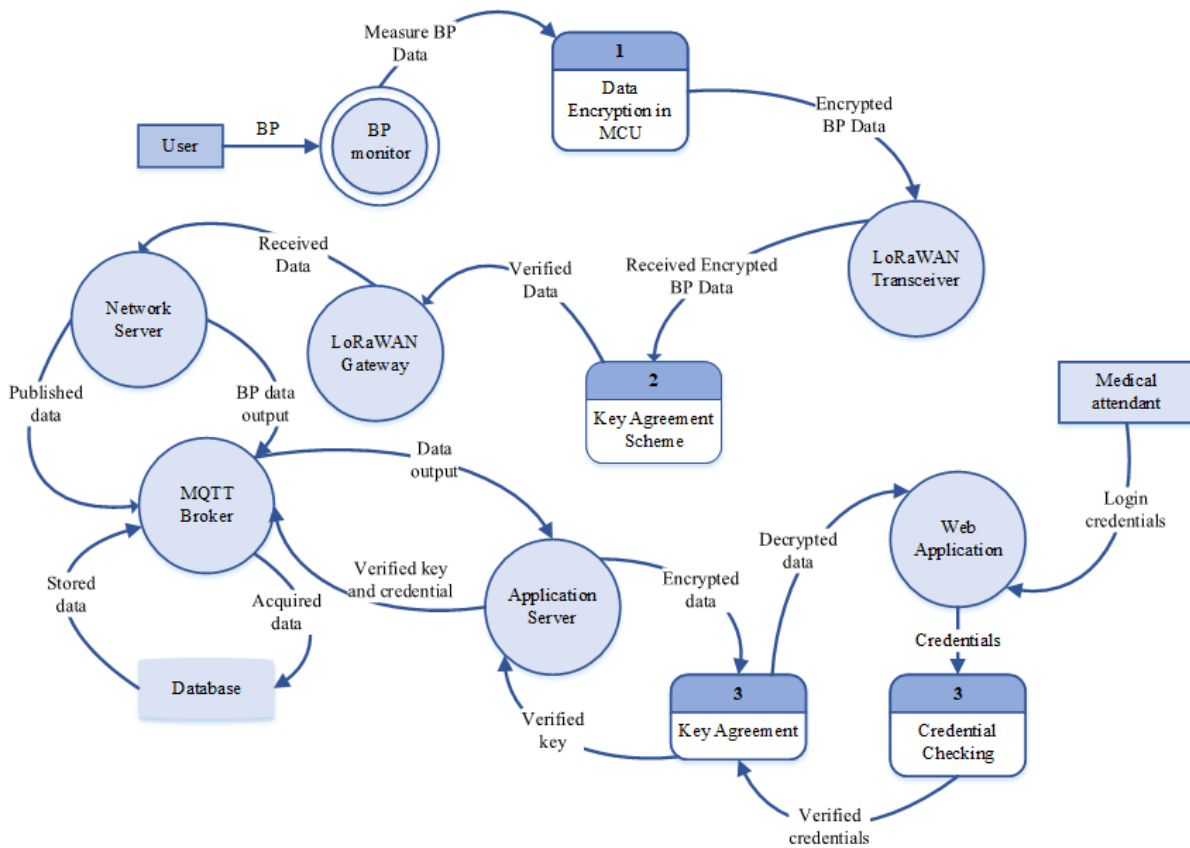 Measure BP
Data
1
Data
Encryption in
MCU
Encrypted
BP Data
User
BP
BP
monitor
LoRaWAN
Transceiver
Received
Data
Verified
Data
Received Encrypted
BP Data
Network
Server
LoRaWAN
Gateway
2
Key Agreement
Scheme
Medical
attendant
Published
data
BP data
output
Data
output
MQTT
Broker
Login
credentials
Web
Application
Decrypted
data
Stored
data
Acquired
data
Verified key
and credential
Application
Server
Encrypted
data
Credentials
Database
Verified
key
3
Key Agreement
3
Credential
Checking
Verified
credentials